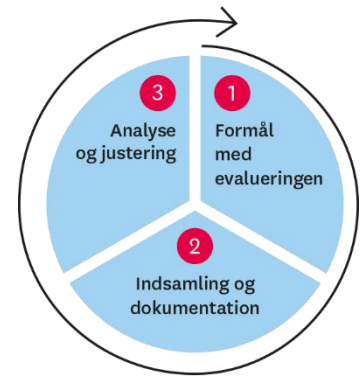 1
Formål
med
evalueringen
2
Indsamling og
dokumentation
3
Analyse
og justering